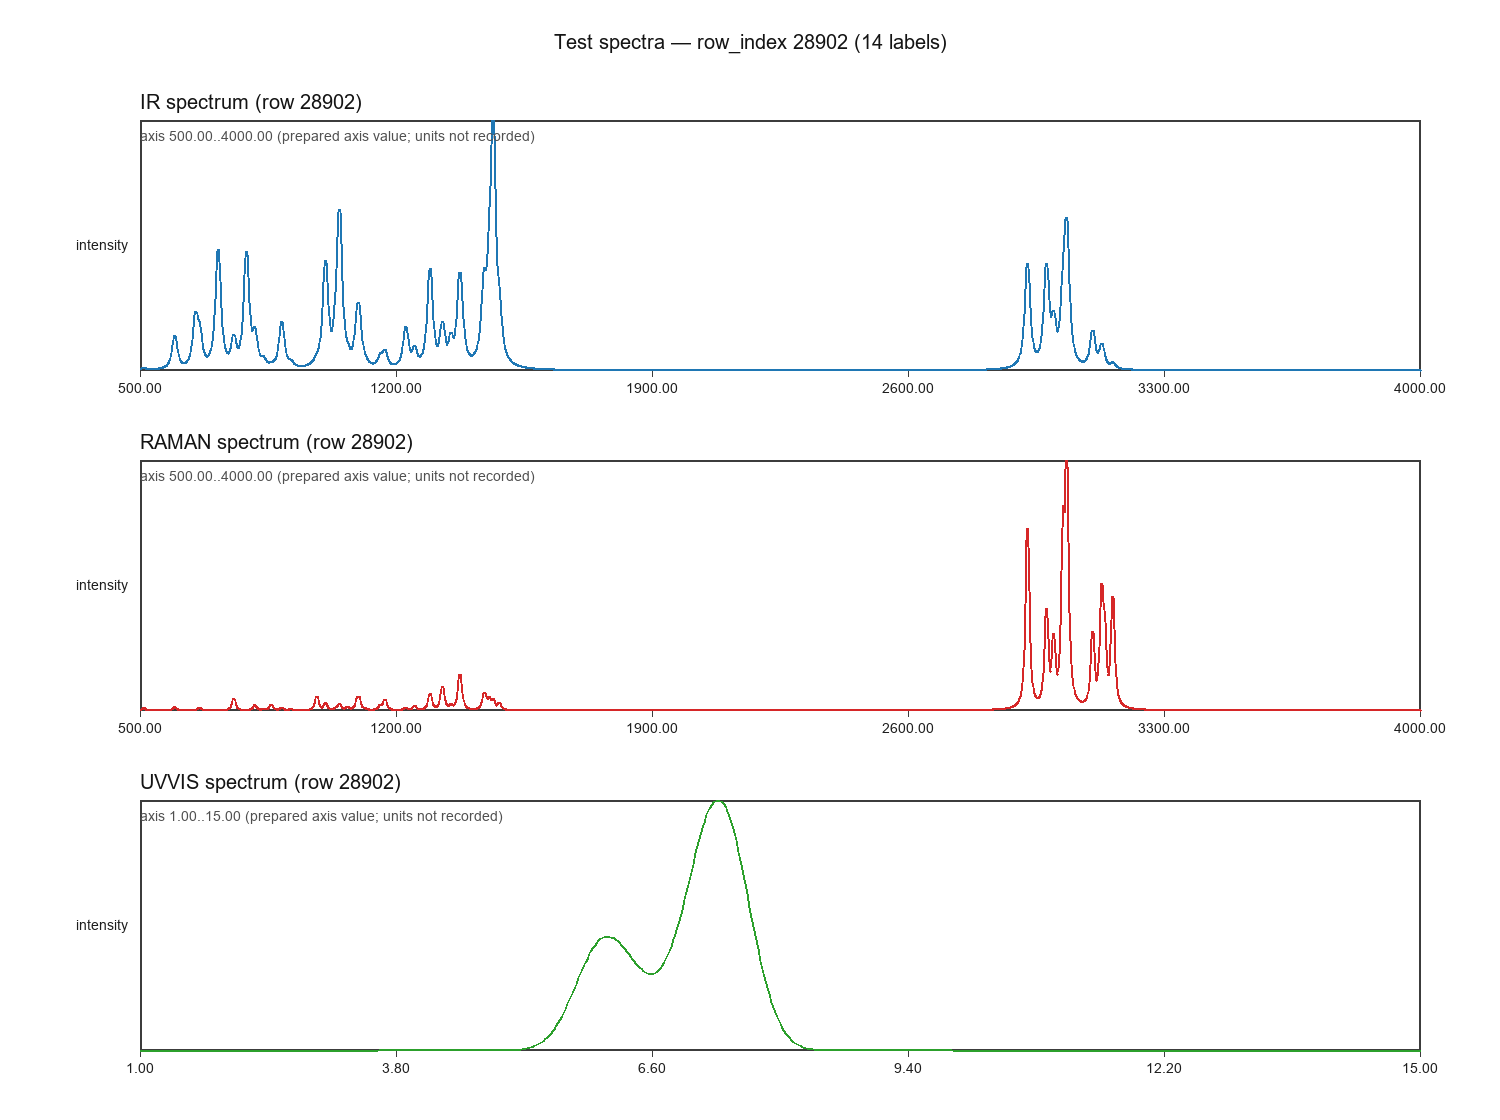 Test spectra — row_index 28902 (14 labels)
IR spectrum (row 28902)
axis 500.00..4000.00 (prepared axis value; units not recorded)
intensity
500.00 1200.00 1900.00 2600.00 3300.00 4000.00
RAMAN spectrum (row 28902)
axis 500.00..4000.00 (prepared axis value; units not recorded)
intensity
500.00 1200.00 1900.00 2600.00 3300.00 4000.00
UVVIS spectrum (row 28902)
axis 1.00..15.00 (prepared axis value; units not recorded)
intensity
1.00 3.80 6.60 9.40 12.20 15.00